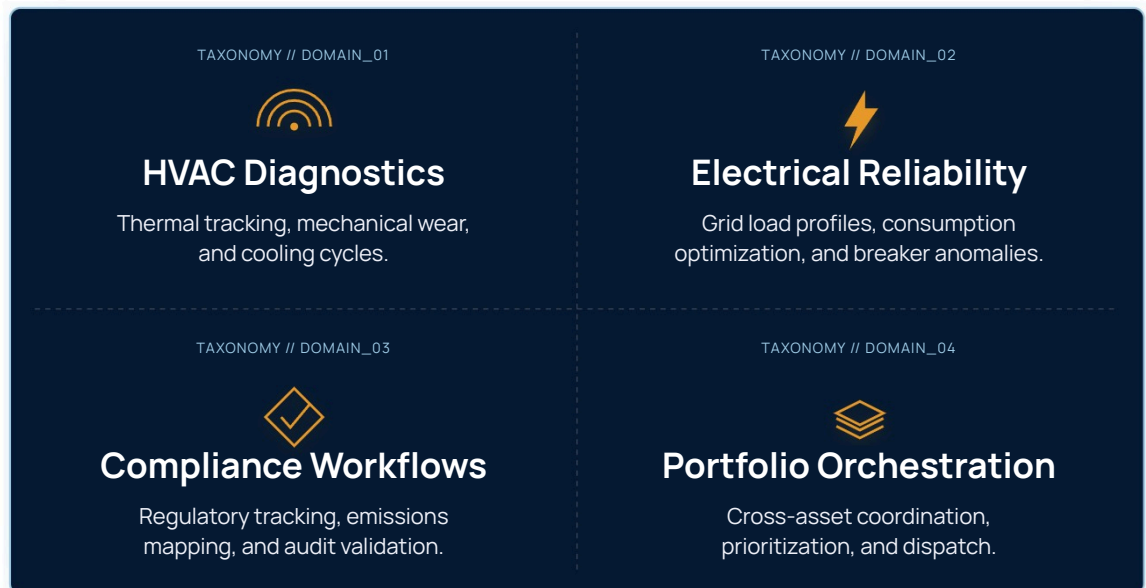 TAXONOMY // DOMAIN_01
HVAC Diagnostics
Thermal tracking, mechanical wear,
and cooling cycles.
TAXONOMY // DOMAIN_02
Electrical Reliability
Grid load profiles, consumption
optimization, and breaker anomalies.
TAXONOMY // DOMAIN_03
Compliance Workflows
Regulatory tracking, emissions
mapping, and audit validation.
TAXONOMY // DOMAIN_04
Portfolio Orchestration
Cross-asset coordination,
prioritization, and dispatch.